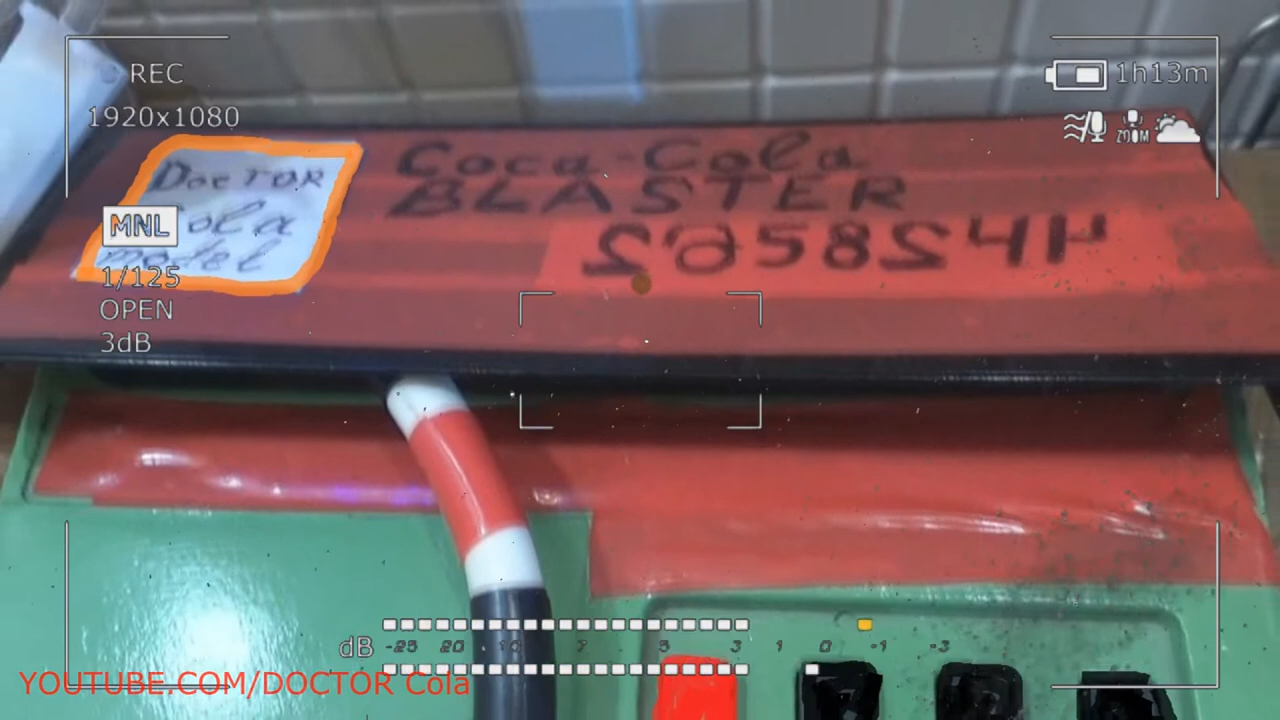 REC
1920x1080
1h13m
ZOOM
Doctor
Cola
model
Coca-Cola
BLASTER
MNL
1/125
OPEN
3dB
dB -25 20 10 7 5 3 1 0 -1 -3
YOUTUBE.COM/DOCTOR Cola